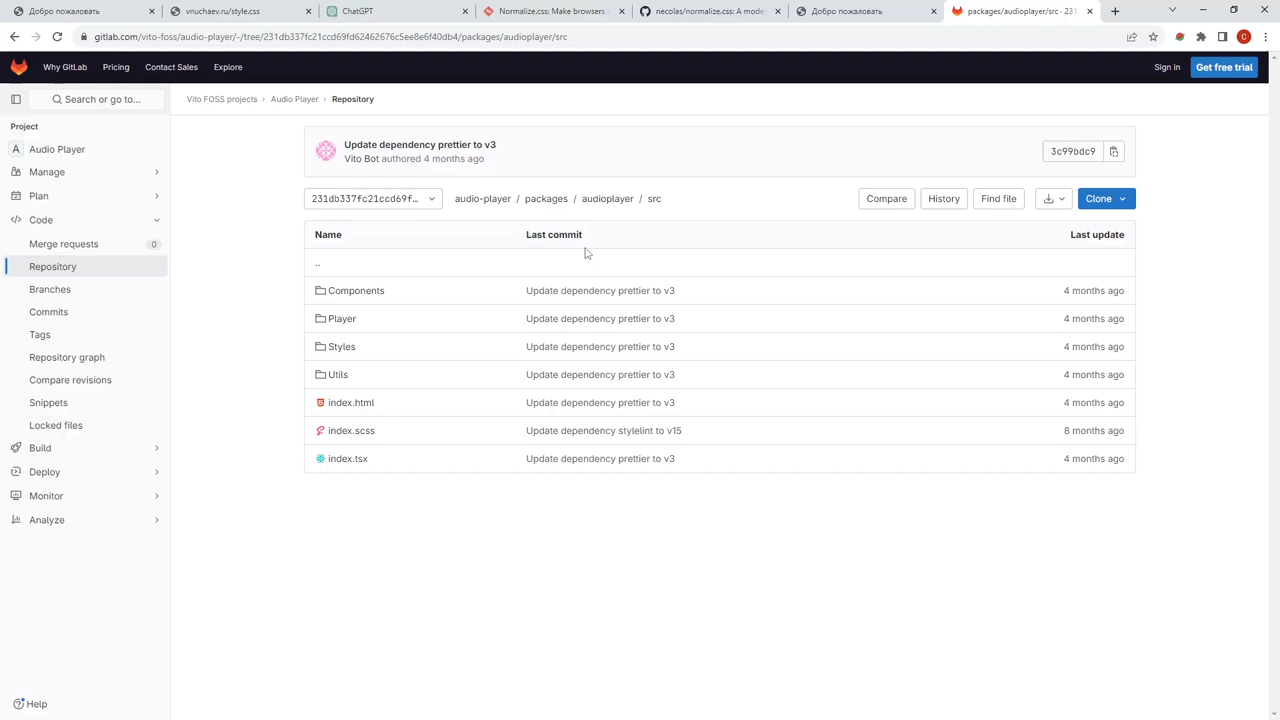 Добро пожаловать
vnuchaev.ru/style.css
ChatGPT
Normalize.css: Make browsers
necolas/normalize.css: A mode
Добро пожаловать
packages/audioplayer/src · 231
gitlab.com/vito-foss/audio-player/-/tree/231db337fc21ccd69fd62462676c5ee8e6f40db4/packages/audioplayer/src
C
Why GitLab
Pricing
Contact Sales
Explore
Sign in
Get free trial
Search or go to...
Vito FOSS projects › Audio Player › Repository
Project
A Audio Player
Manage
Plan
Code
Merge requests 0
Repository
Branches
Commits
Tags
Repository graph
Compare revisions
Snippets
Locked files
Build
Deploy
Monitor
Analyze
Help
Update dependency prettier to v3
Vito Bot authored 4 months ago
3c99bdc9
231db337fc21ccd69f…
audio-player / packages / audioplayer / src
Compare
History
Find file
Clone
Name Last commit Last update
..
Components Update dependency prettier to v3 4 months ago
Player Update dependency prettier to v3 4 months ago
Styles Update dependency prettier to v3 4 months ago
Utils Update dependency prettier to v3 4 months ago
index.html Update dependency prettier to v3 4 months ago
index.scss Update dependency stylelint to v15 8 months ago
index.tsx Update dependency prettier to v3 4 months ago